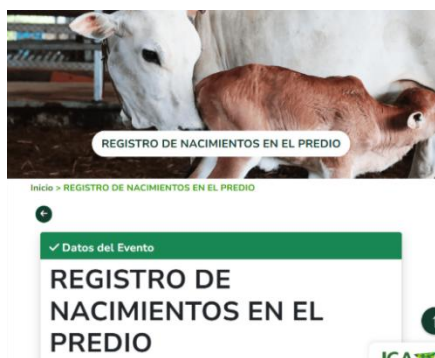 REGISTRO DE NACIMIENTOS EN EL PREDIO
Inicio > REGISTRO DE NACIMIENTOS EN EL PREDIO
✓ Datos del Evento
REGISTRO DE
NACIMIENTOS EN EL
PREDIO
ICA